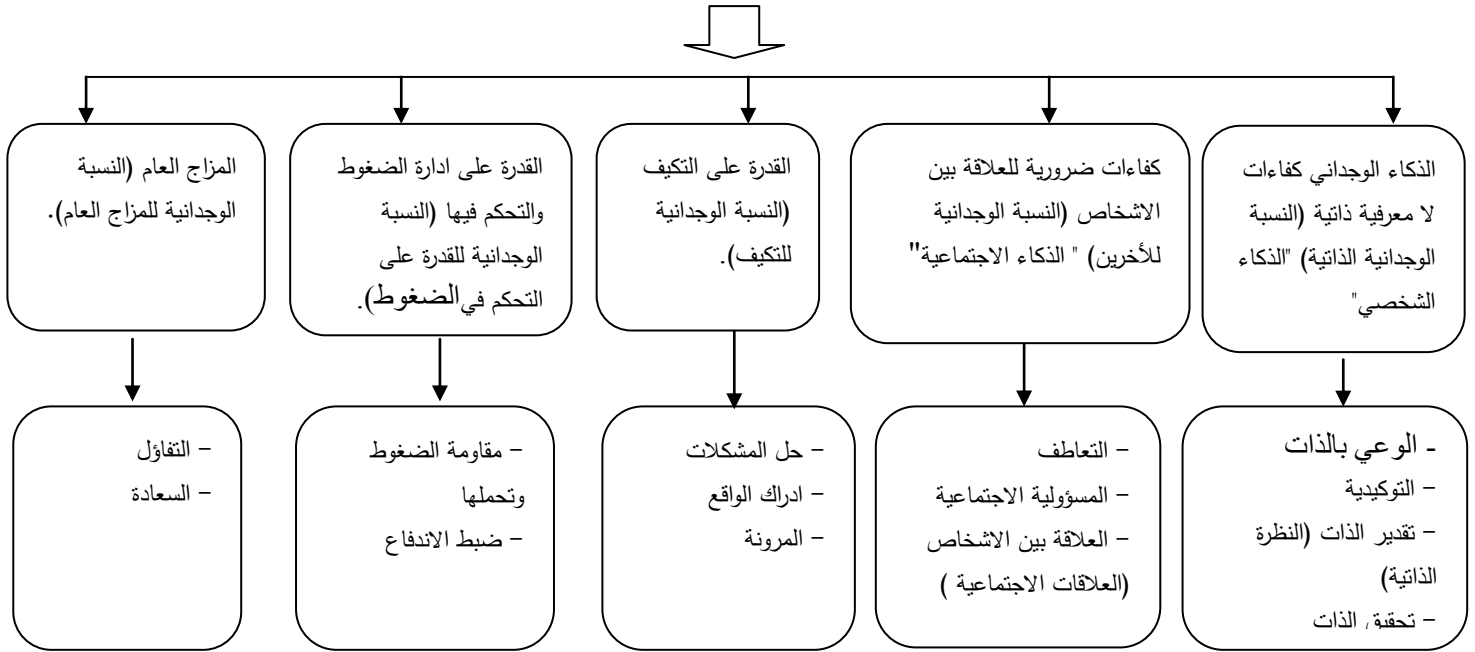 الذكاء الوجداني كفاءات
لا معرفية ذاتية (النسبة
الوجدانية الذاتية) "الذكاء
الشخصي"
كفاءات ضرورية للعلاقة بين
الاشخاص (النسبة الوجدانية
للأخرين) " الذكاء الاجتماعية"
القدرة على التكيف
(النسبة الوجدانية
للتكيف).
القدرة على ادارة الضغوط
والتحكم فيها (النسبة
الوجدانية للقدرة على
التحكم في الضغوط).
المزاج العام (النسبة
الوجدانية للمزاج العام).
- الوعي بالذات
- التوكيدية
- تقدير الذات (النظرة
الذاتية)
- تحقيق الذات
- التعاطف
- المسؤولية الاجتماعية
- العلاقة بين الاشخاص
(العلاقات الاجتماعية )
- حل المشكلات
- ادراك الواقع
- المرونة
- مقاومة الضغوط
وتحملها
- ضبط الاندفاع
- التفاؤل
- السعادة